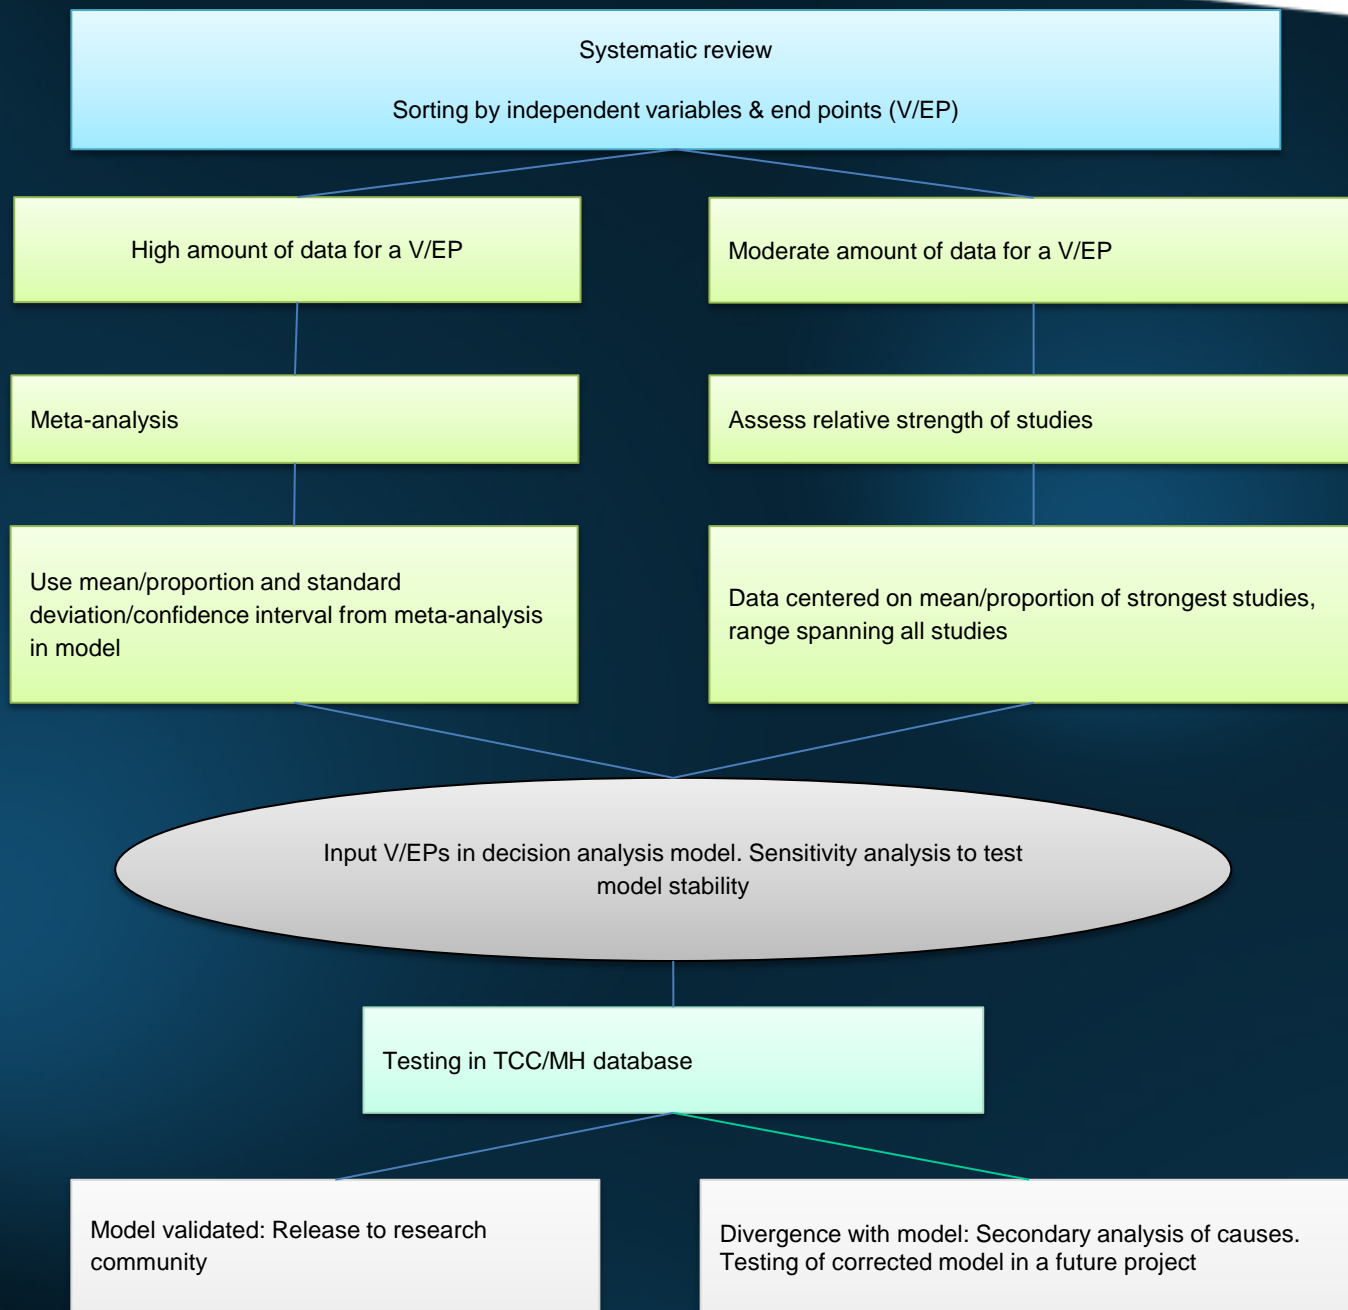 Systematic review
Sorting by independent variables & end points (V/EP)
High amount of data for a V/EP
Moderate amount of data for a V/EP
Meta-analysis
Assess relative strength of studies
Use mean/proportion and standard
deviation/confidence interval from meta-analysis
in model
Data centered on mean/proportion of strongest studies,
range spanning all studies
Input V/EPs in decision analysis model. Sensitivity analysis to test
model stability
Testing in TCC/MH database
Model validated: Release to research
community
Divergence with model: Secondary analysis of causes.
Testing of corrected model in a future project